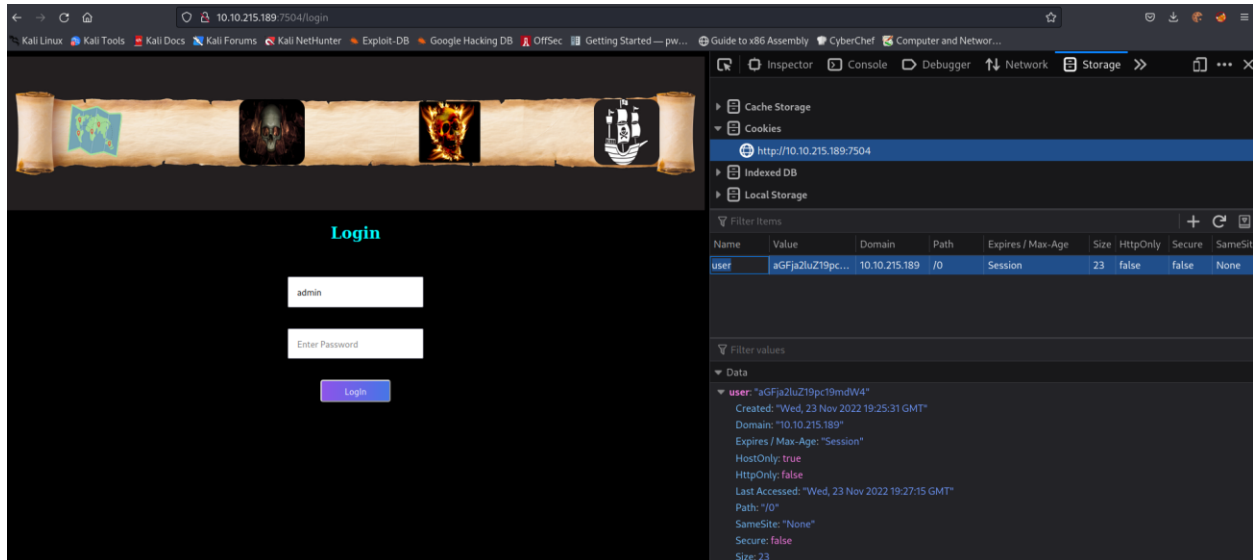 10.10.215.189:7504/login
Kali Linux Kali Tools Kali Docs Kali Forums Kali NetHunter Exploit-DB Google Hacking DB OffSec Getting Started — pw... Guide to x86 Assembly CyberChef Computer and Networ...
Inspector Console Debugger Network Storage
Cache Storage
Cookies
http://10.10.215.189:7504
Indexed DB
Local Storage
Filter Items
Name Value Domain Path Expires / Max-Age Size HttpOnly Secure SameSit
user aGFja2luZ19pc... 10.10.215.189 /0 Session 23 false false None
Login
admin
Enter Password
LogIn
Filter values
Data
user: "aGFja2luZ19pc19mdW4"
Created: "Wed, 23 Nov 2022 19:25:31 GMT"
Domain: "10.10.215.189"
Expires / Max-Age: "Session"
HostOnly: true
HttpOnly: false
Last Accessed: "Wed, 23 Nov 2022 19:27:15 GMT"
Path: "/0"
SameSite: "None"
Secure: false
Size: 23